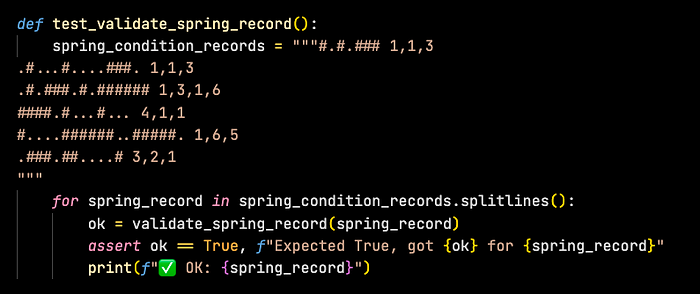 def test_validate_spring_record():
    spring_condition_records = """#.#.### 1,1,3
.#...#....###. 1,1,3
.#.###.#.###### 1,3,1,6
####.#...#... 4,1,1
#....######..#####. 1,6,5
.###.##....# 3,2,1
"""
    for spring_record in spring_condition_records.splitlines():
        ok = validate_spring_record(spring_record)
        assert ok == True, f"Expected True, got {ok} for {spring_record}"
        print(f"✅ OK: {spring_record}")